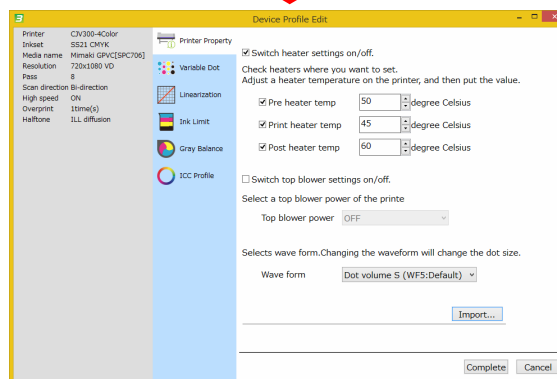 Device Profile Edit
Printer CJV300-4Color
Inkset SS21 CMYK
Media name Mimaki GPVC[SPC706]
Resolution 720x1080 VD
Pass 8
Scan direction Bi-direction
High speed ON
Overprint 1time(s)
Halftone ILL diffusion
Printer Property
Variable Dot
Linearization
Ink Limit
Gray Balance
ICC Profile
Switch heater settings on/off.
Check heaters where you want to set.
Adjust a heater temperature on the printer, and then put the value.
Pre heater temp 50 degree Celsius
Print heater temp 45 degree Celsius
Post heater temp 60 degree Celsius
Switch top blower settings on/off.
Select a top blower power of the printe
Top blower power OFF
Selects wave form.Changing the waveform will change the dot size.
Wave form Dot volume S (WF5:Default)
Import...
Complete Cancel